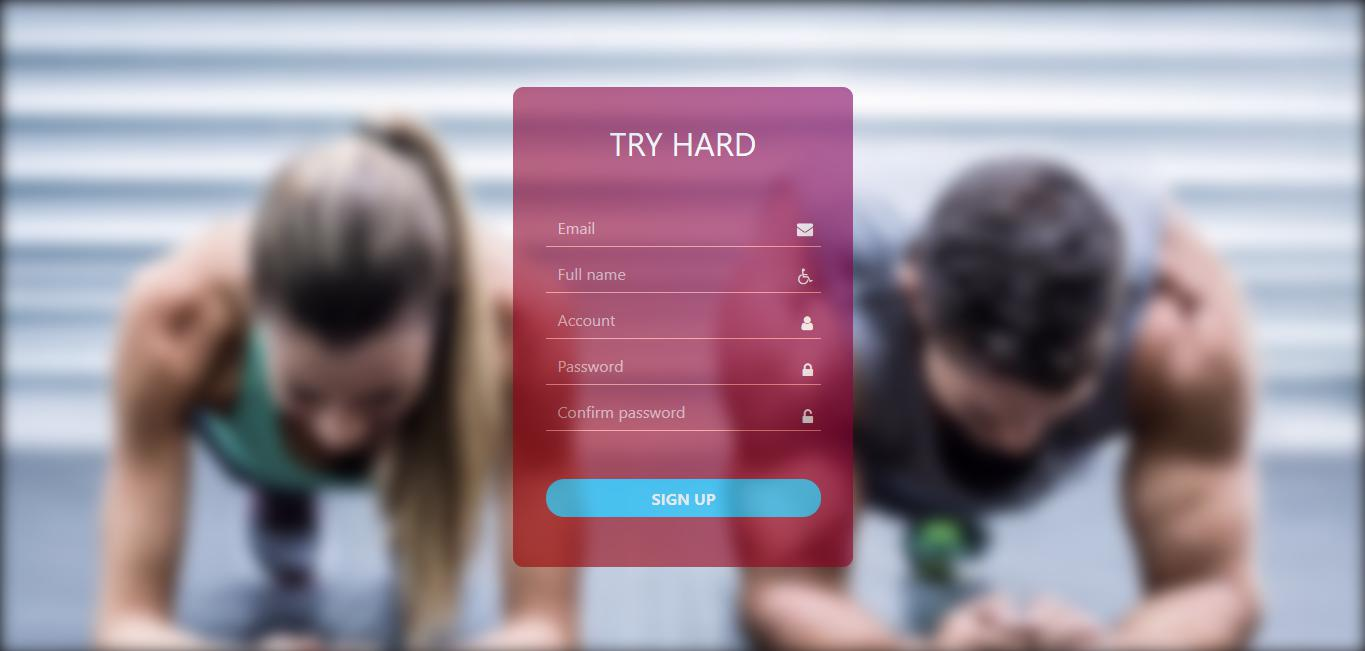 TRY HARD
Email
Full name
Account
Password
Confirm password
SIGN UP